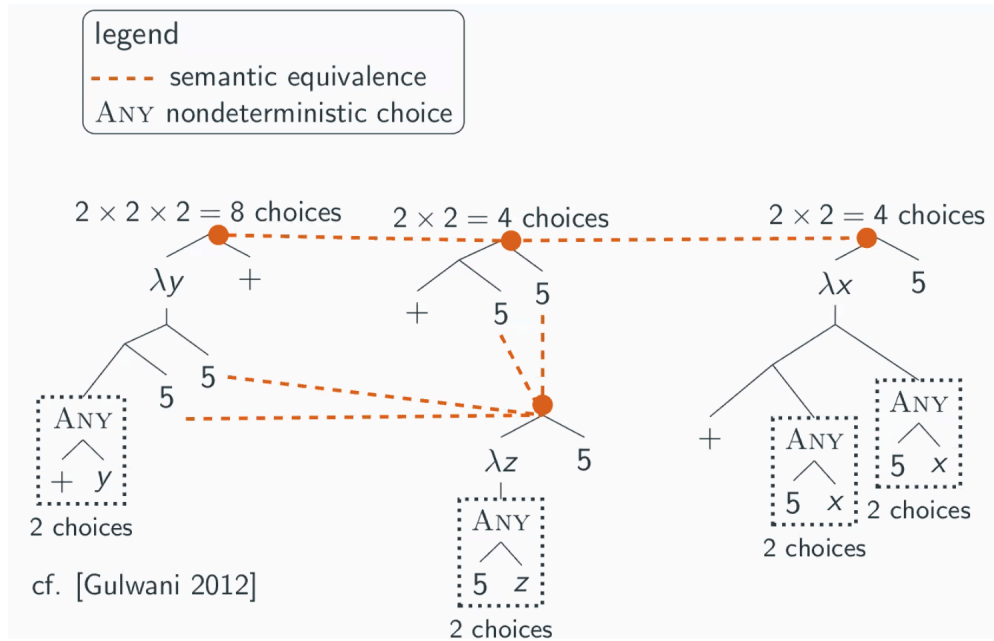 legend
semantic equivalence
ANY nondeterministic choice
2 × 2 × 2 = 8 choices
2 × 2 = 4 choices
2 × 2 = 4 choices
λy
+
+
5
5
λx
5
5
5
ANY
+ y
2 choices
λz
5
+
ANY
5 x
2 choices
ANY
5 x
2 choices
ANY
5 z
2 choices
cf. [Gulwani 2012]